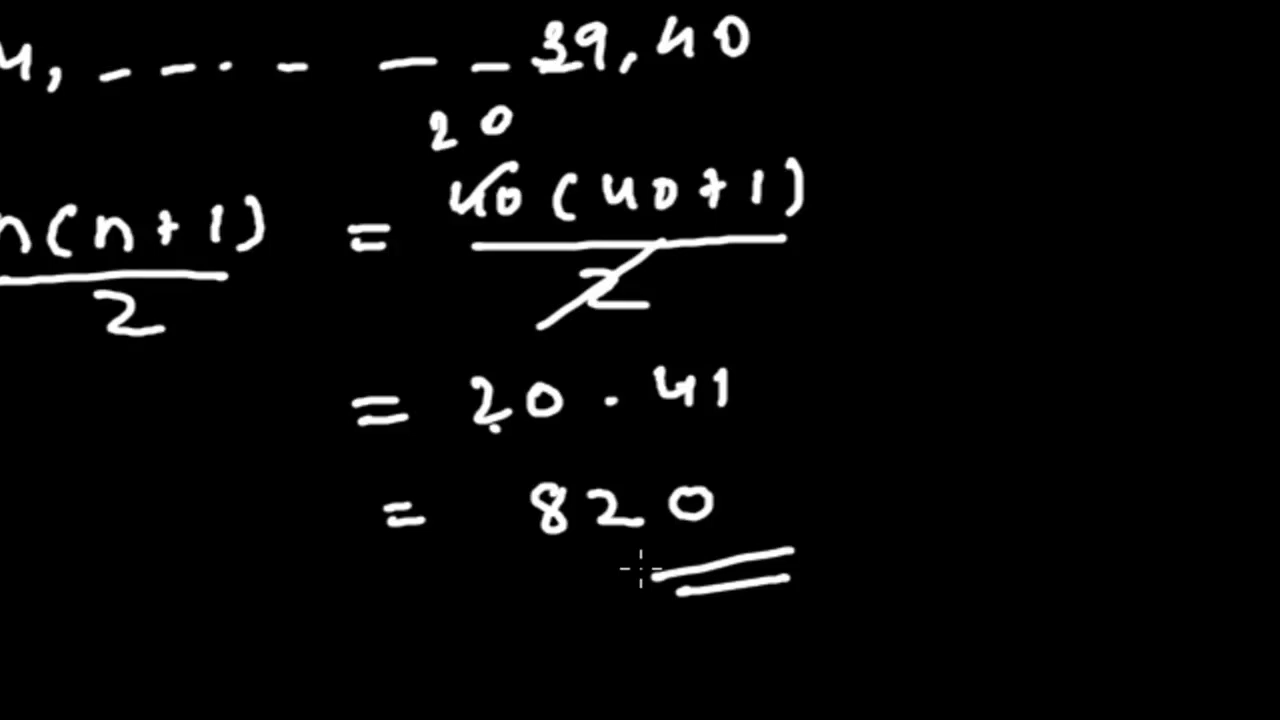 4, - - . - - - 39, 40
n(n+1)/2 = 40(40+1)/2
20
= 20 . 41
= 820